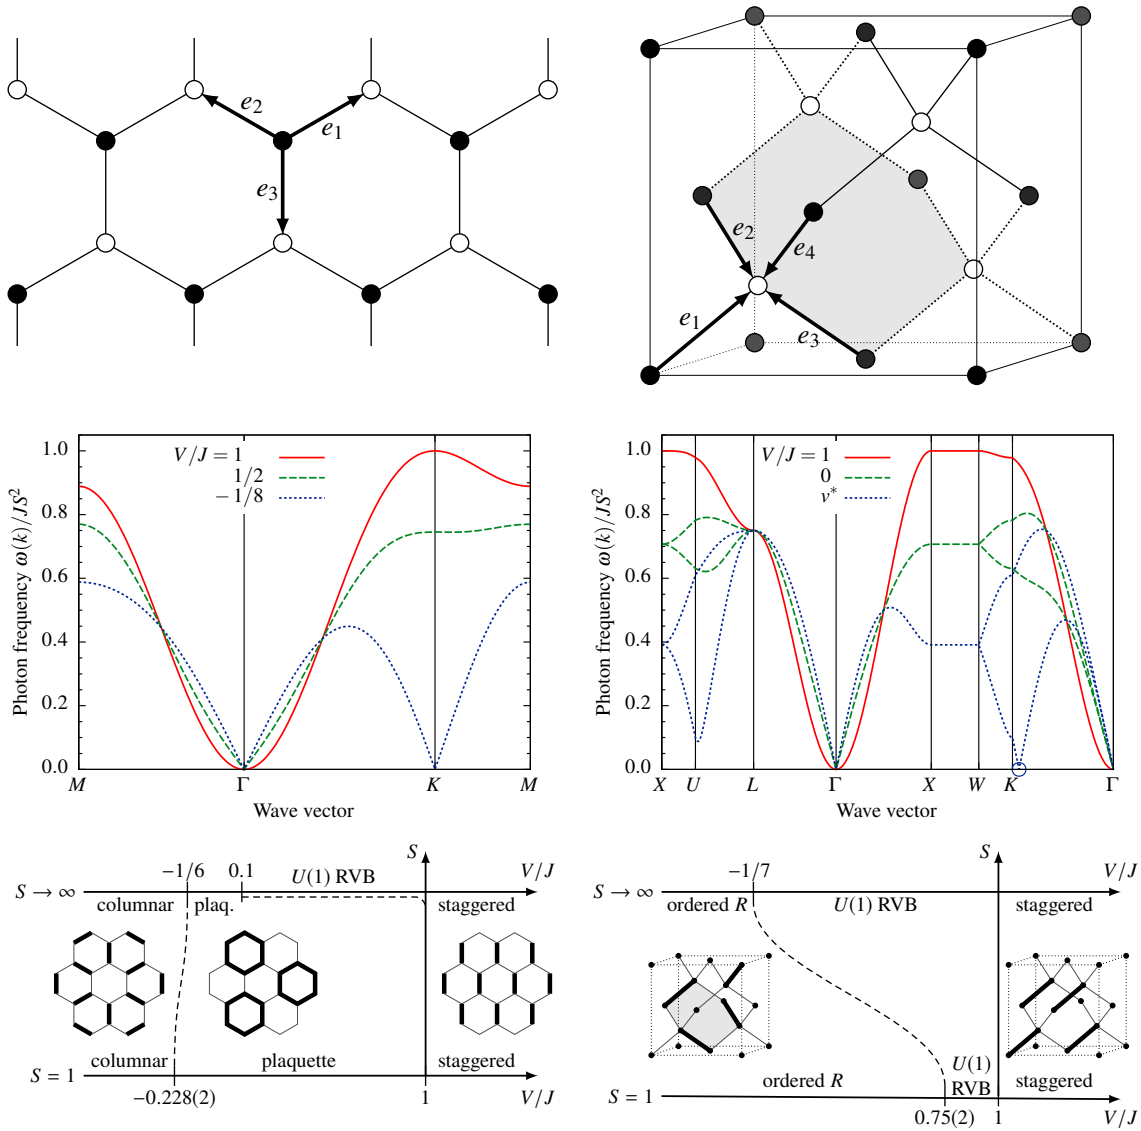 e2
e1
e3
e2
e4
e1
e3
1.0
0.8
0.6
0.4
0.2
0.0
Photon frequency ω(k)/JS²
V/J = 1
1/2
−1/8
M
Γ
K
M
Wave vector
1.0
0.8
0.6
0.4
0.2
0.0
Photon frequency ω(k)/JS²
V/J = 1
0
v*
X
U
L
Γ
X
W
K
Γ
Wave vector
S
−1/6
0.1
U(1) RVB
V/J
S → ∞
columnar
plaq.
staggered
columnar
plaquette
staggered
S = 1
−0.228(2)
1
V/J
S
−1/7
V/J
S → ∞
ordered R
U(1) RVB
staggered
ordered R
U(1)
RVB
staggered
S = 1
0.75(2)
1
V/J